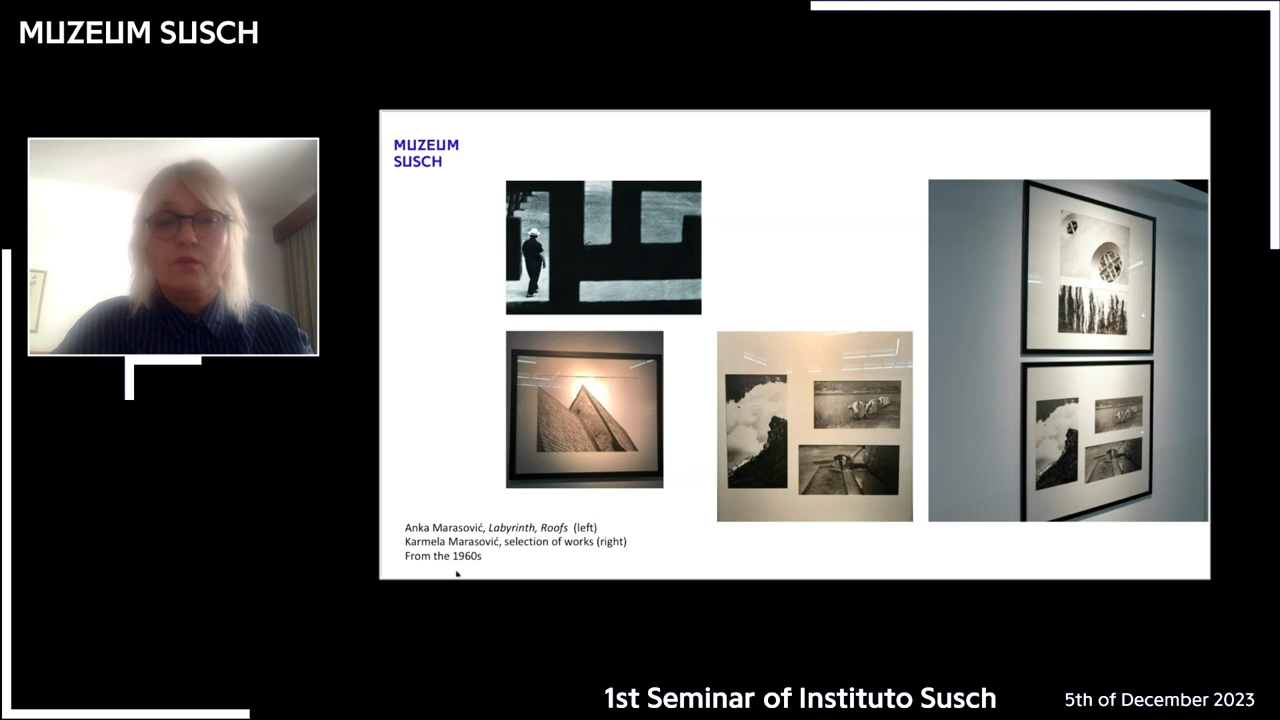 MUZEUM SUSCH
MUZEUM
SUSCH
Anka Marasović, Labyrinth, Roofs (left)
Karmela Marasović, selection of works (right)
From the 1960s
1st Seminar of Instituto Susch
5th of December 2023